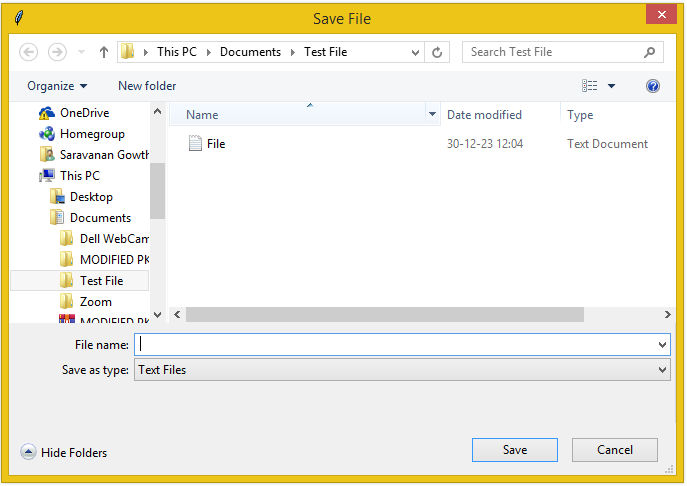 Save File
This PC Documents Test File
Search Test File
Organize New folder
OneDrive
Homegroup
Saravanan Gowth
This PC
Desktop
Documents
Dell WebCam
MODIFIED PK
Test File
Zoom
MODIFIED PK
Name Date modified Type
File 30-12-23 12:04 Text Document
File name:
Save as type: Text Files
Hide Folders
Save Cancel